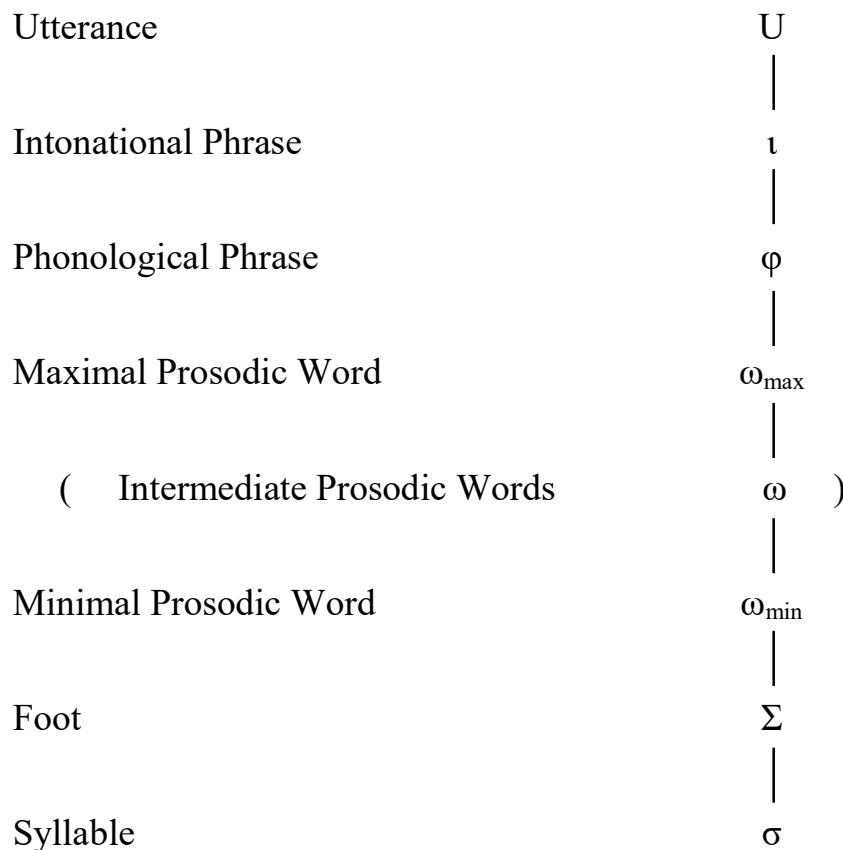 Utterance U
Intonational Phrase ι
Phonological Phrase φ
Maximal Prosodic Word ωmax
( Intermediate Prosodic Words ω )
Minimal Prosodic Word ωmin
Foot Σ
Syllable σ